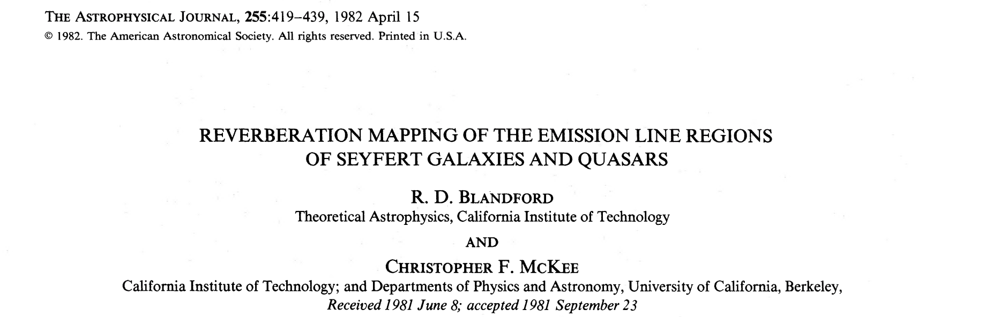 THE ASTROPHYSICAL JOURNAL, 255:419–439, 1982 April 15
© 1982. The American Astronomical Society. All rights reserved. Printed in U.S.A.
REVERBERATION MAPPING OF THE EMISSION LINE REGIONS
OF SEYFERT GALAXIES AND QUASARS
R. D. BLANDFORD
Theoretical Astrophysics, California Institute of Technology
AND
CHRISTOPHER F. MCKEE
California Institute of Technology; and Departments of Physics and Astronomy, University of California, Berkeley,
Received 1981 June 8; accepted 1981 September 23